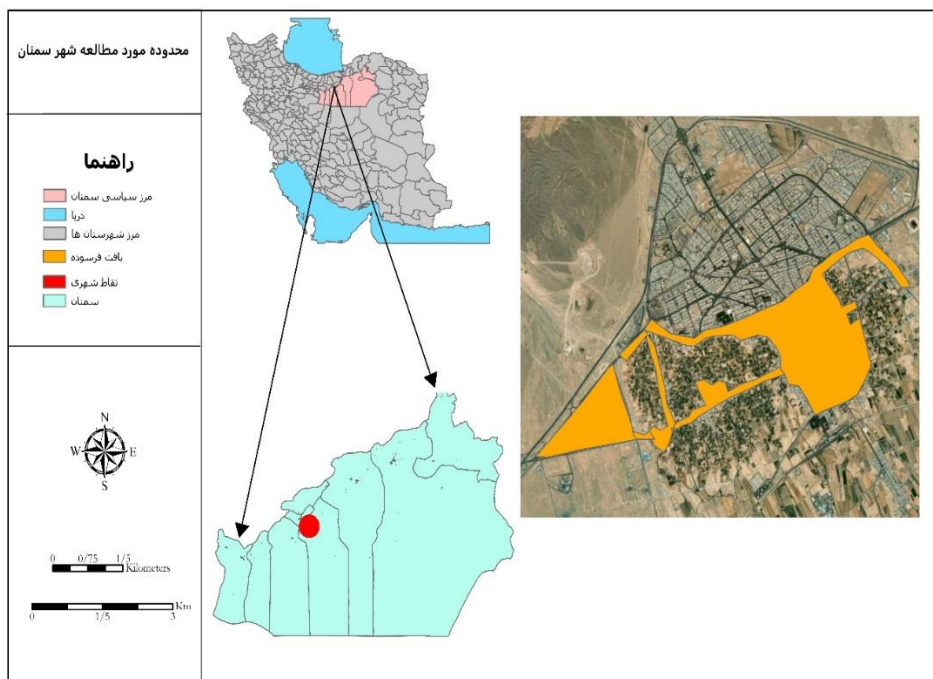 محدوده مورد مطالعه شهر سمنان
راهنما
مرز سیاسی سمنان
دریا
مرز شهرستان ها
بافت فرسوده
نقاط شهری
سمنان
N
W E
S
0 0/75 1/5
Kilometers
Km
0 1/5 3